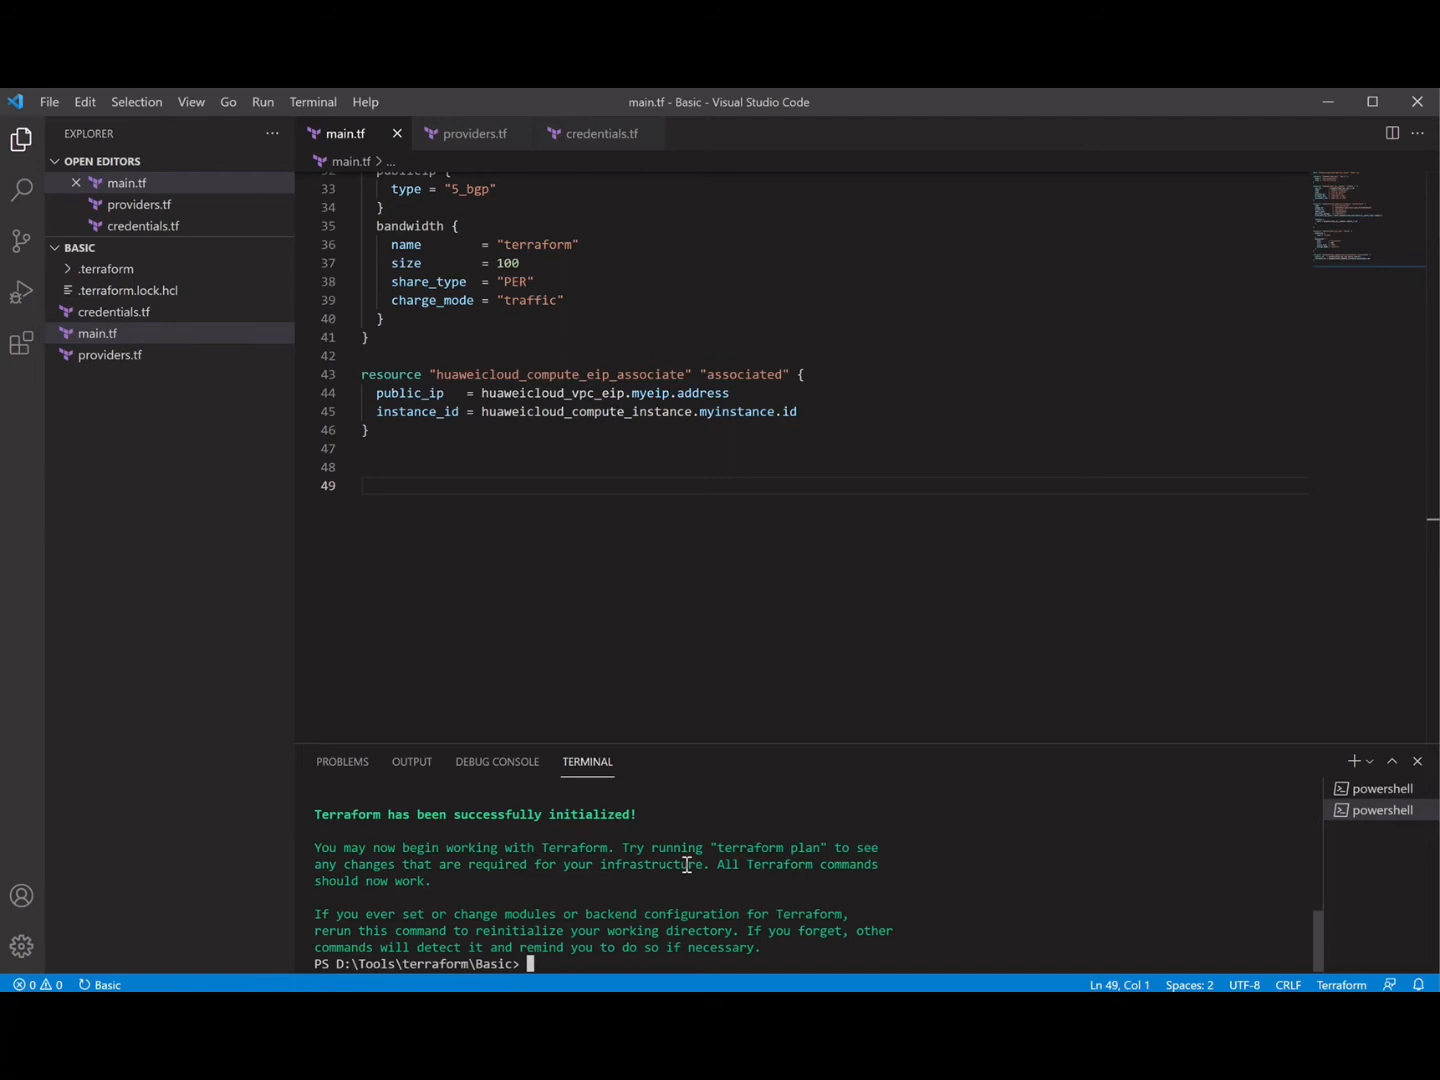 File Edit Selection View Go Run Terminal Help
main.tf - Basic - Visual Studio Code
EXPLORER
main.tf
providers.tf
credentials.tf
OPEN EDITORS
main.tf > ...
main.tf
providers.tf
credentials.tf
BASIC
.terraform
.terraform.lock.hcl
credentials.tf
main.tf
providers.tf
32 publicip {
33 type = "5_bgp"
34 }
35 bandwidth {
36 name = "terraform"
37 size = 100
38 share_type = "PER"
39 charge_mode = "traffic"
40 }
41 }
42
43 resource "huaweicloud_compute_eip_associate" "associated" {
44 public_ip = huaweicloud_vpc_eip.myeip.address
45 instance_id = huaweicloud_compute_instance.myinstance.id
46 }
47
48
49
PROBLEMS OUTPUT DEBUG CONSOLE TERMINAL
powershell
powershell
Terraform has been successfully initialized!
You may now begin working with Terraform. Try running "terraform plan" to see
any changes that are required for your infrastructure. All Terraform commands
should now work.
If you ever set or change modules or backend configuration for Terraform,
rerun this command to reinitialize your working directory. If you forget, other
commands will detect it and remind you to do so if necessary.
PS D:\Tools\terraform\Basic>
0 0 Basic
Ln 49, Col 1 Spaces: 2 UTF-8 CRLF Terraform